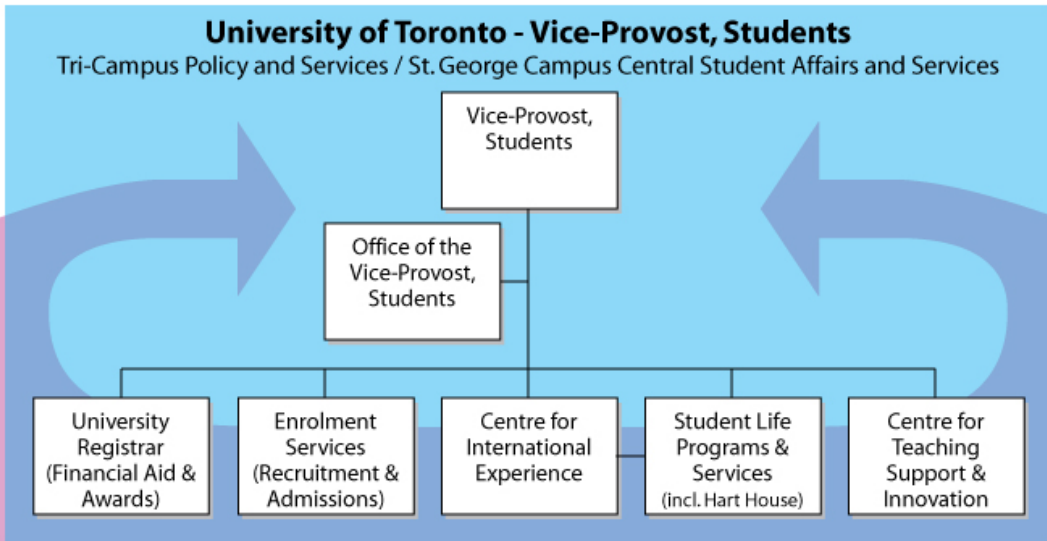 University of Toronto - Vice-Provost, Students
Tri-Campus Policy and Services / St. George Campus Central Student Affairs and Services
Vice-Provost,
Students
Office of the
Vice-Provost,
Students
University
Registrar
(Financial Aid &
Awards)
Enrolment
Services
(Recruitment &
Admissions)
Centre for
International
Experience
Student Life
Programs &
Services
(incl. Hart House)
Centre for
Teaching
Support &
Innovation